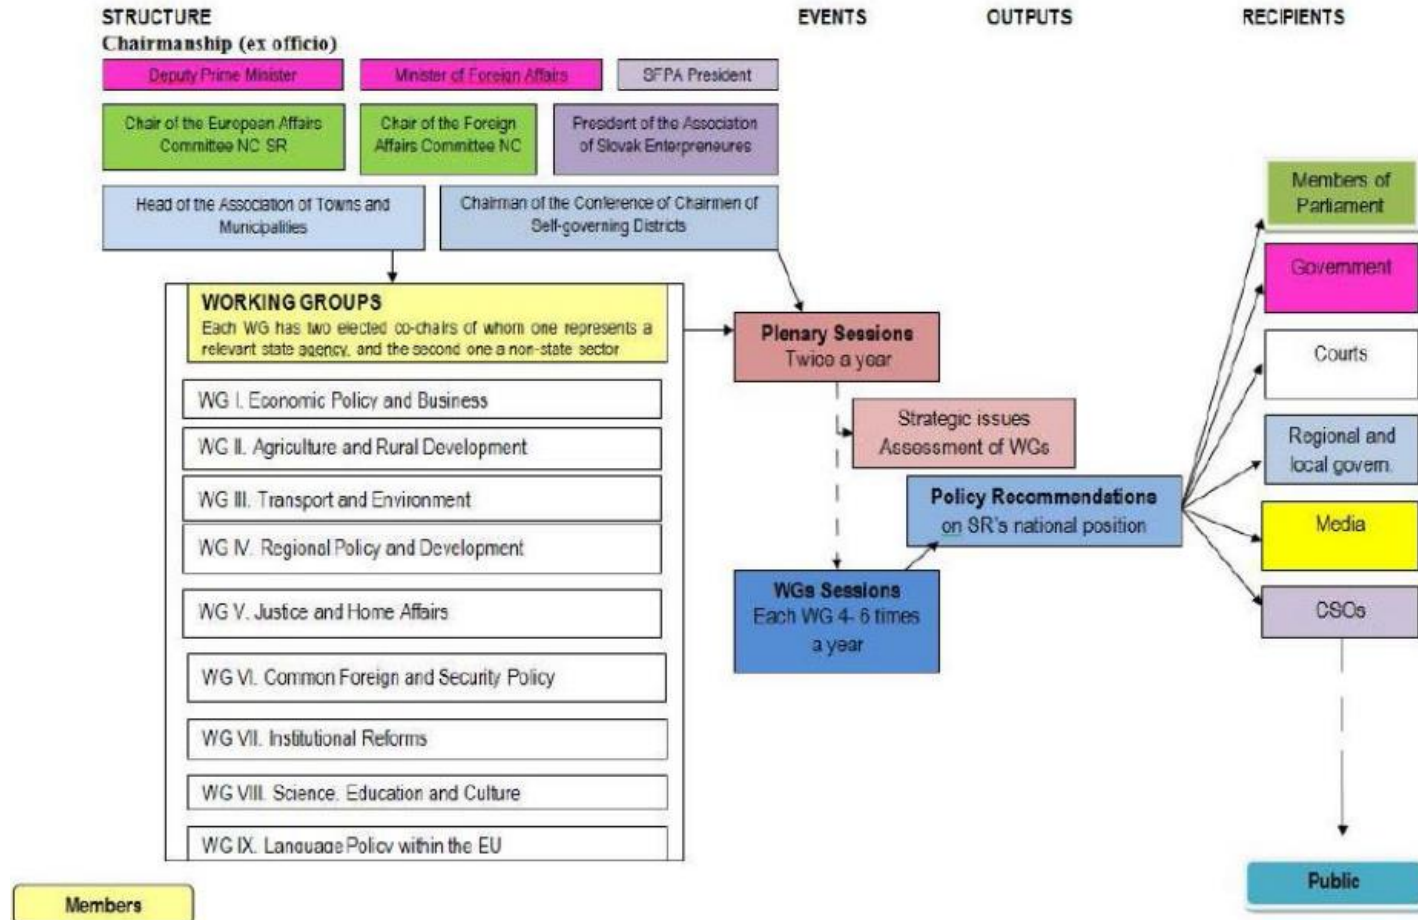 STRUCTURE
EVENTS
OUTPUTS
RECIPIENTS
Chairmanship (ex officio)
Deputy Prime Minister
Minister of Foreign Affairs
SFPA President
Chair of the European Affairs
Committee NC SR
Chair of the Foreign
Affairs Committee NC
President of the Association
of Slovak Enterpreneures
Head of the Association of Towns and
Municipalities
Chairman of the Conference of Chairmen of
Self-governing Districts
WORKING GROUPS
Each WG has two elected co-chairs of whom one represents a
relevant state agency, and the second one a non-state sector
WG I. Economic Policy and Business
WG II. Agriculture and Rural Development
WG III. Transport and Environment
WG IV. Regional Policy and Development
WG V. Justice and Home Affairs
WG VI. Common Foreign and Security Policy
WG VII. Institutional Reforms
WG VIII. Science, Education and Culture
WG IX. Language Policy within the EU
Members
Plenary Sessions
Twice a year
Strategic issues
Assessment of WGs
Policy Recommendations
on SR's national position
WGs Sessions
Each WG 4- 6 times
a year
Members of
Parliament
Government
Courts
Regional and
local govern.
Media
CSOs
Public